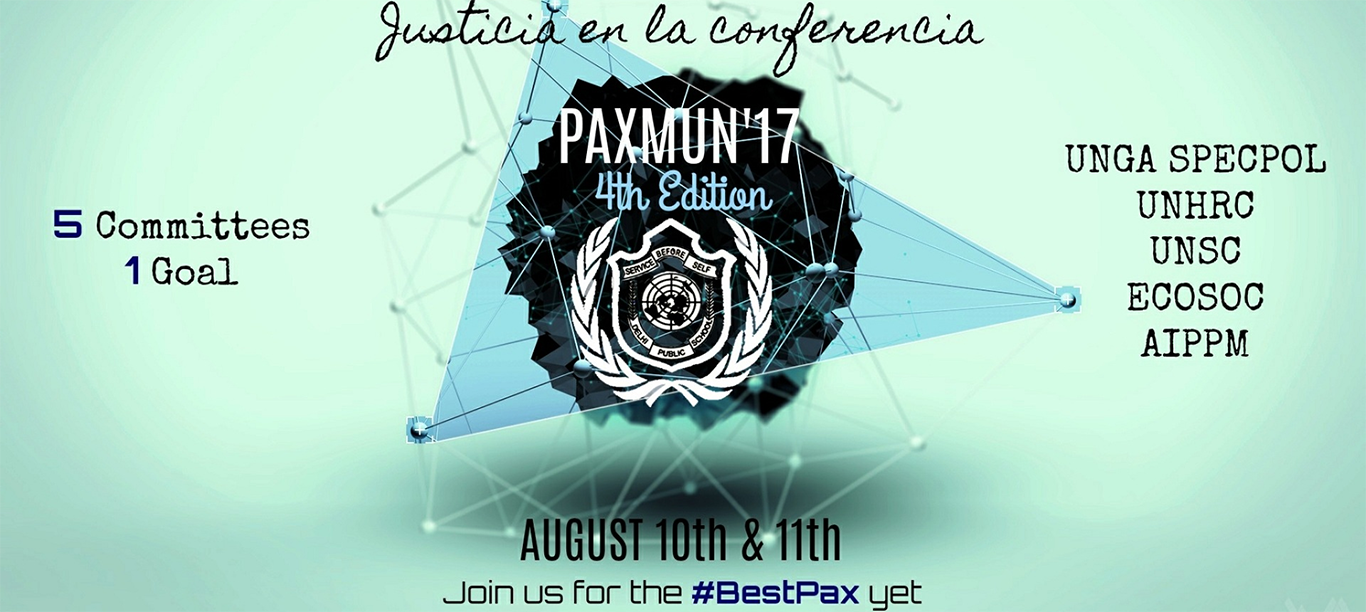 Justicia en la conferencia
PAXMUN'17
4th Edition
SERVICE BEFORE SELF
DELHI PUBLIC SCHOOL
5 Committees
1 Goal
UNGA SPECPOL
UNHRC
UNSC
ECOSOC
AIPPM
AUGUST 10th & 11th
Join us for the #BestPax yet